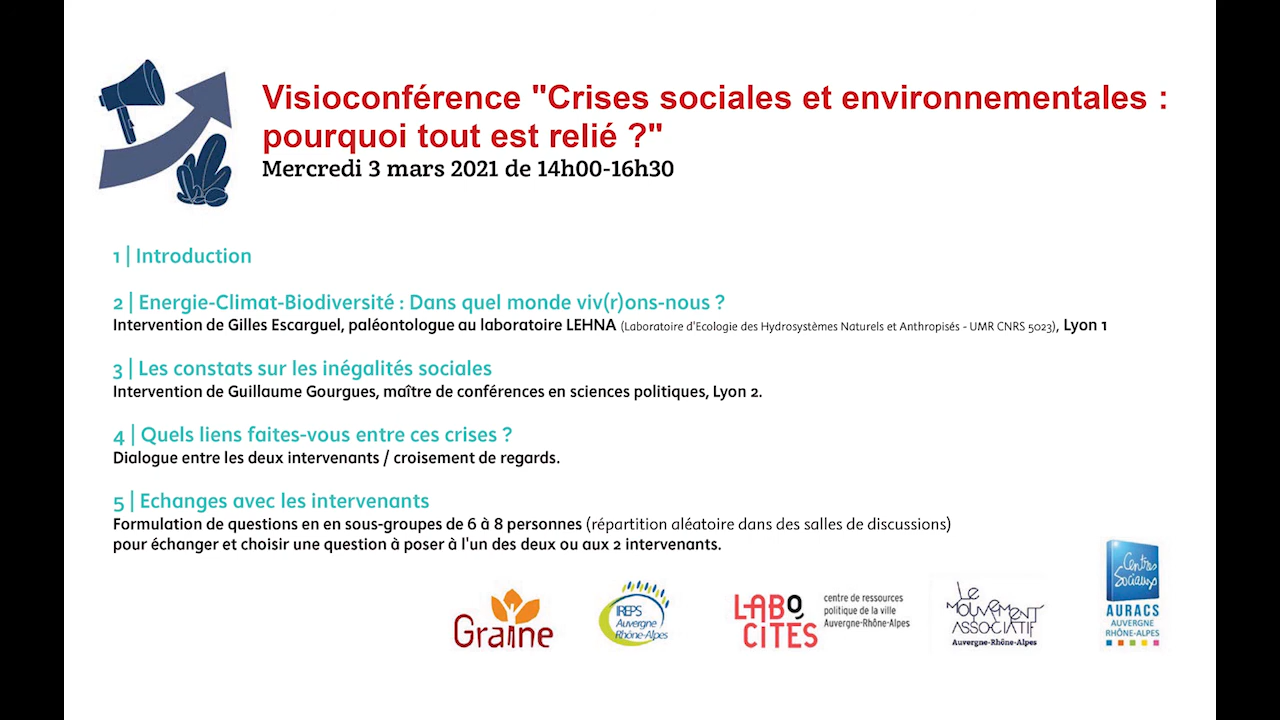 Visioconférence "Crises sociales et environnementales :
pourquoi tout est relié ?"
Mercredi 3 mars 2021 de 14h00-16h30
1 | Introduction
2 | Energie-Climat-Biodiversité : Dans quel monde viv(r)ons-nous ?
Intervention de Gilles Escarguel, paléontologue au laboratoire LEHNA (Laboratoire d'Ecologie des Hydrosystèmes Naturels et Anthropisés - UMR CNRS 5023), Lyon 1
3 | Les constats sur les inégalités sociales
Intervention de Guillaume Gourgues, maître de conférences en sciences politiques, Lyon 2.
4 | Quels liens faites-vous entre ces crises ?
Dialogue entre les deux intervenants / croisement de regards.
5 | Echanges avec les intervenants
Formulation de questions en en sous-groupes de 6 à 8 personnes (répartition aléatoire dans des salles de discussions)
pour échanger et choisir une question à poser à l'un des deux ou aux 2 intervenants.
Graine
IREPS
Auvergne
Rhône-Alpes
LABO
CITÉS
centre de ressources
politique de la ville
Auvergne-Rhône-Alpes
Le
MOUVEMENT
ASSOCIATIF
Auvergne-Rhône-Alpes
Centres
Sociaux
AURACS
AUVERGNE
RHÔNE-ALPES